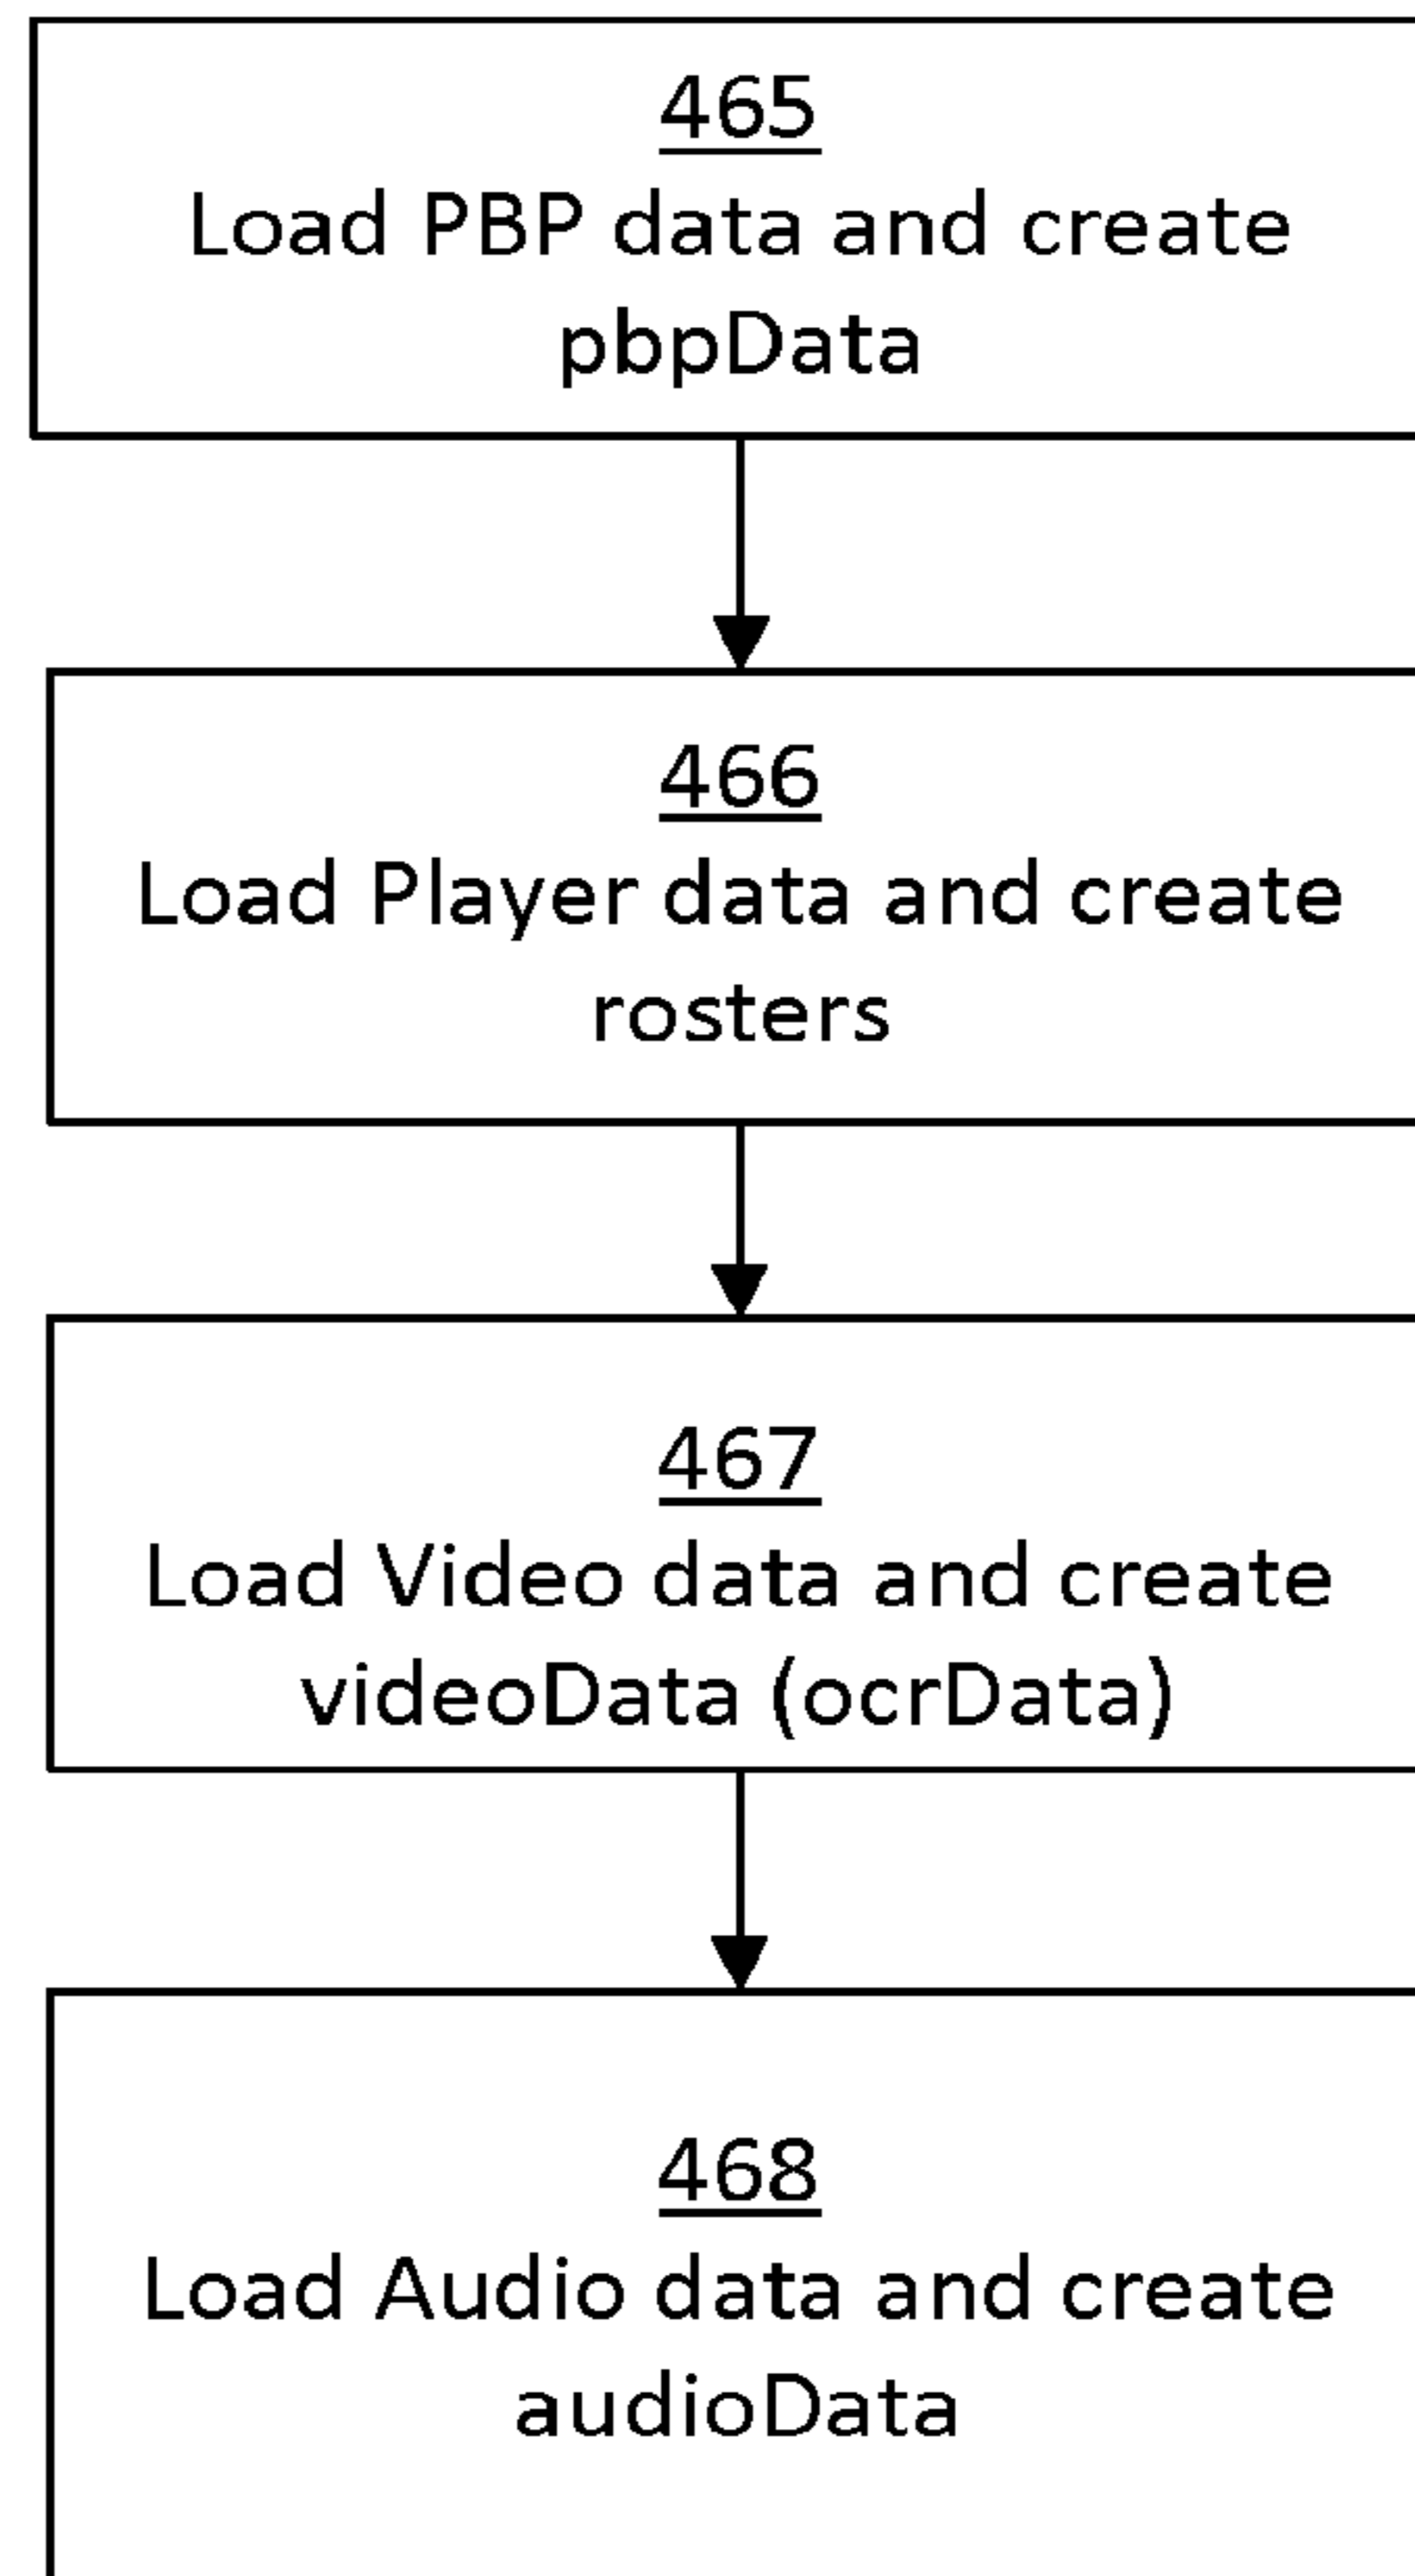 465
Load PBP data and create
pbpData
466
Load Player data and create
rosters
467
Load Video data and create
videoData (ocrData)
468
Load Audio data and create
audioData